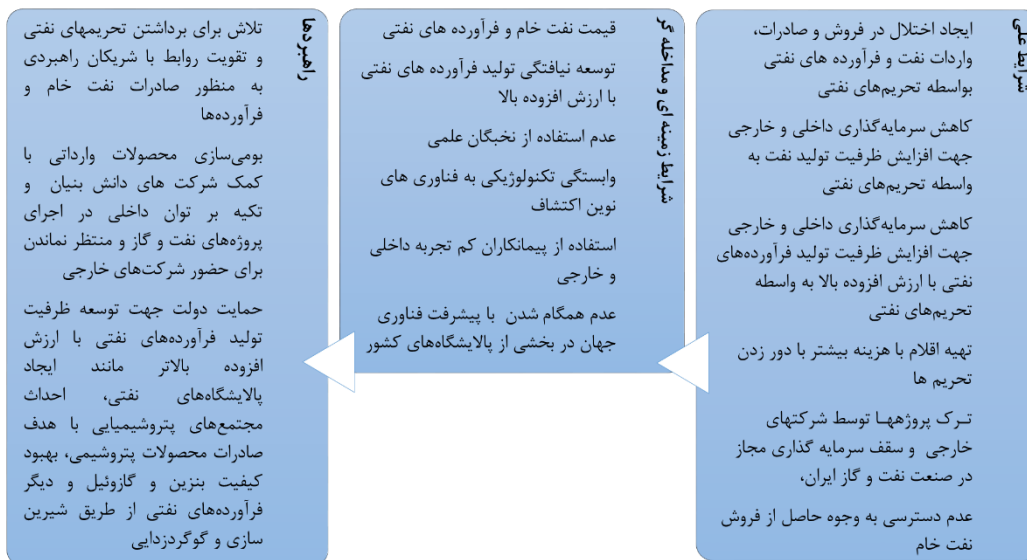 شرایط علی
ایجاد اختلال در فروش و صادرات،
واردات نفت و فرآورده های نفتی
بواسطه تحریم‌های نفتی
کاهش سرمایه‌گذاری داخلی و خارجی
جهت افزایش ظرفیت تولید نفت به
واسطه تحریم‌های نفتی
کاهش سرمایه‌گذاری داخلی و خارجی
جهت افزایش ظرفیت تولید فرآورده‌های
نفتی با ارزش افزوده بالا به واسطه
تحریم‌های نفتی
تهیه اقلام با هزینه بیشتر با دور زدن
تحریم ها
ترک پروژهها توسط شرکتهای
خارجی و سقف سرمایه گذاری مجاز
در صنعت نفت و گاز ایران،
عدم دسترسی به وجوه حاصل از فروش
نفت خام
شرایط زمینه ای و مداخله گر
قیمت نفت خام و فرآورده های نفتی
توسعه نیافتگی تولید فرآورده های نفتی
با ارزش افزوده بالا
عدم استفاده از نخبگان علمی
وابستگی تکنولوژیکی به فناوری های
نوین اکتشاف
استفاده از پیمانکاران کم تجربه داخلی
و خارجی
عدم همگام شدن با پیشرفت فناوری
جهان در بخشی از پالایشگاه‌های کشور
راهبردها
تلاش برای برداشتن تحریمهای نفتی
و تقویت روابط با شریکان راهبردی
به منظور صادرات نفت خام و
فرآورده‌ها
بومی‌سازی محصولات وارداتی با
کمک شرکت های دانش بنیان و
تکیه بر توان داخلی در اجرای
پروژه‌های نفت و گاز و منتظر نماندن
برای حضور شرکت‌های خارجی
حمایت دولت جهت توسعه ظرفیت
تولید فرآورده‌های نفتی با ارزش
افزوده بالاتر مانند ایجاد
پالایشگاه‌های نفتی، احداث
مجتمع‌های پتروشیمیایی با هدف
صادرات محصولات پتروشیمی، بهبود
کیفیت بنزین و گازوئیل و دیگر
فرآورده‌های نفتی از طریق شیرین
سازی و گوگردزدایی